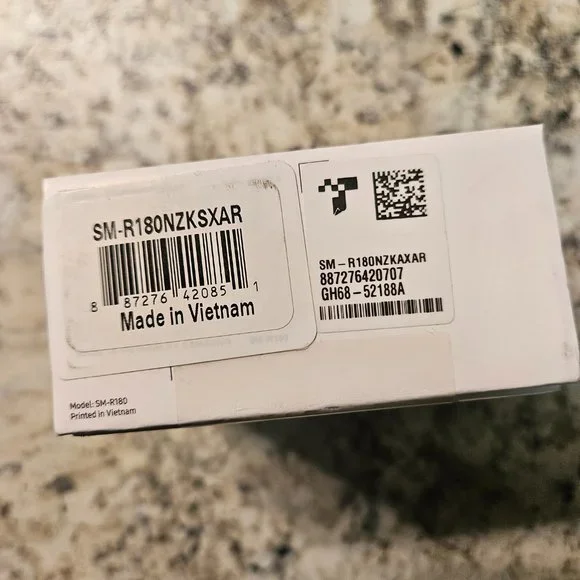 SM-R180NZKSXAR
8 87276 42085 1
Made in Vietnam
SM-R180NZKAXAR
887276420707
GH68-52188A
Model: SM-R180
Printed in Vietnam